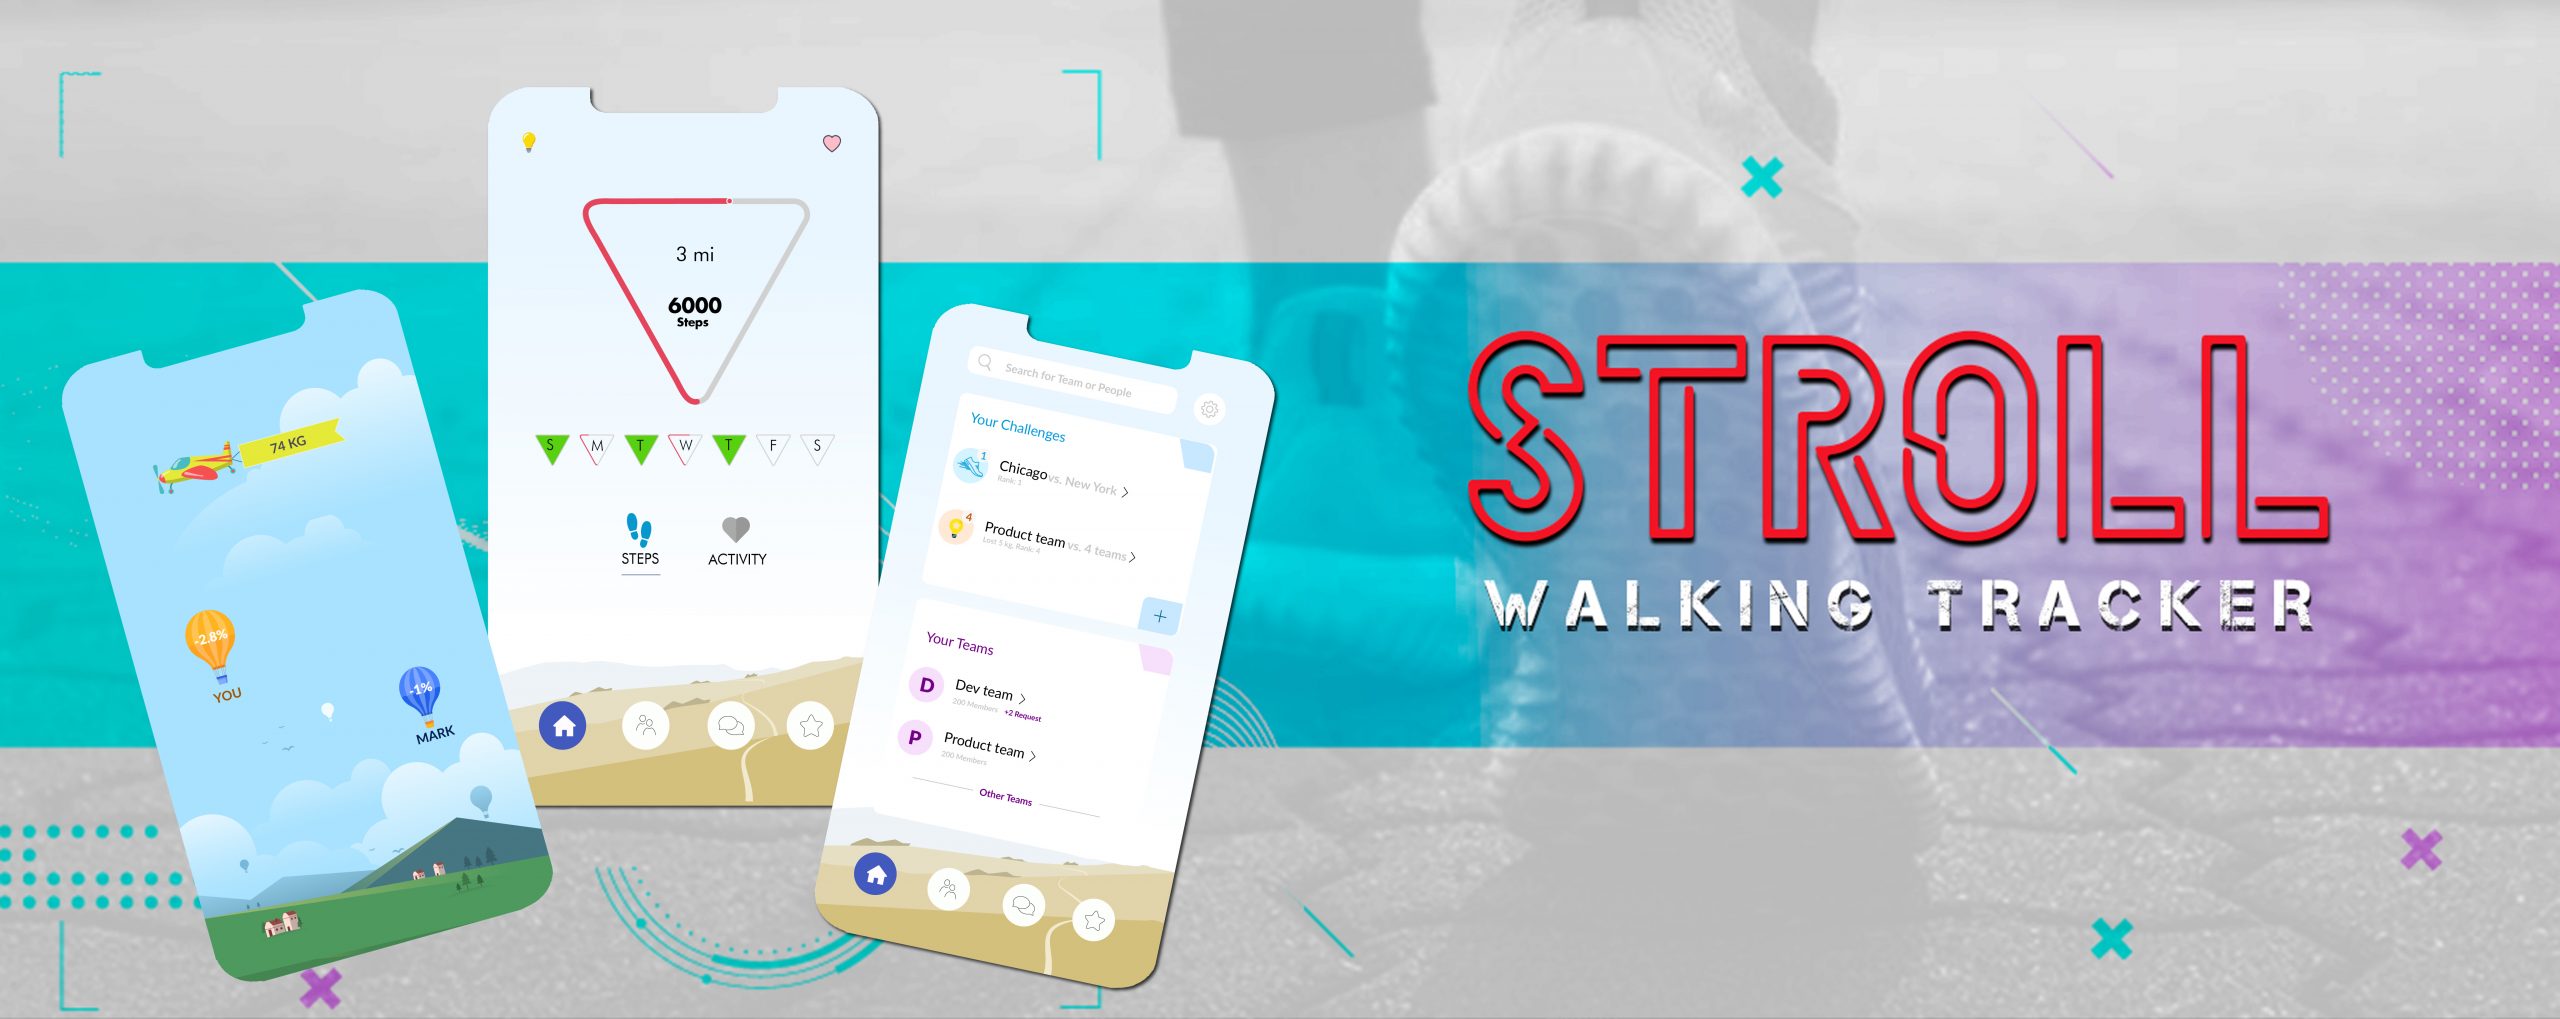 74 KG
-2.8%
YOU
-1%
MARK
3 mi
6000
Steps
S M T W T F S
STEPS ACTIVITY
Search for Team or People
Your Challenges
1
Chicago vs. New York >
Rank: 1
4
Product team vs. 4 teams >
Lost 5 kg, Rank: 4
+
Your Teams
D
Dev team >
200 Members +2 Request
P
Product team >
200 Members
Other Teams
STROLL
WALKING TRACKER